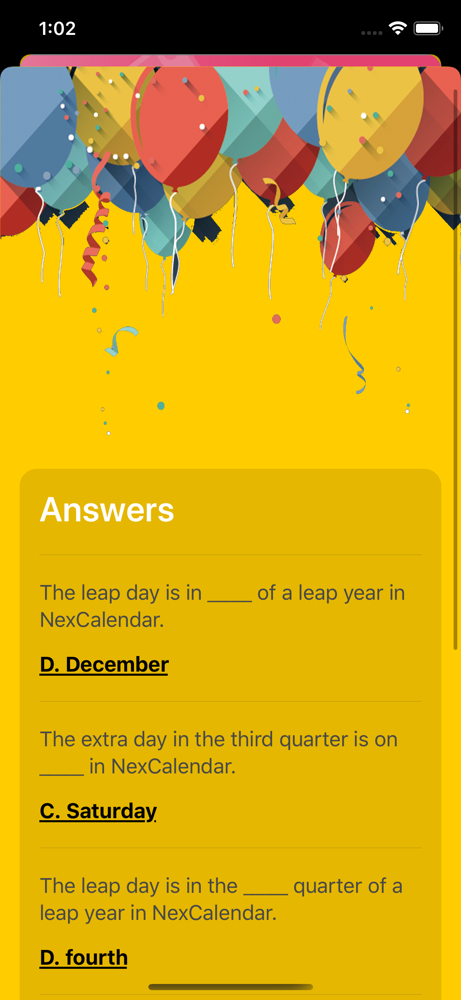 1:02
Answers
The leap day is in _____ of a leap year in
NexCalendar.
D. December
The extra day in the third quarter is on
_____ in NexCalendar.
C. Saturday
The leap day is in the _____ quarter of a
leap year in NexCalendar.
D. fourth